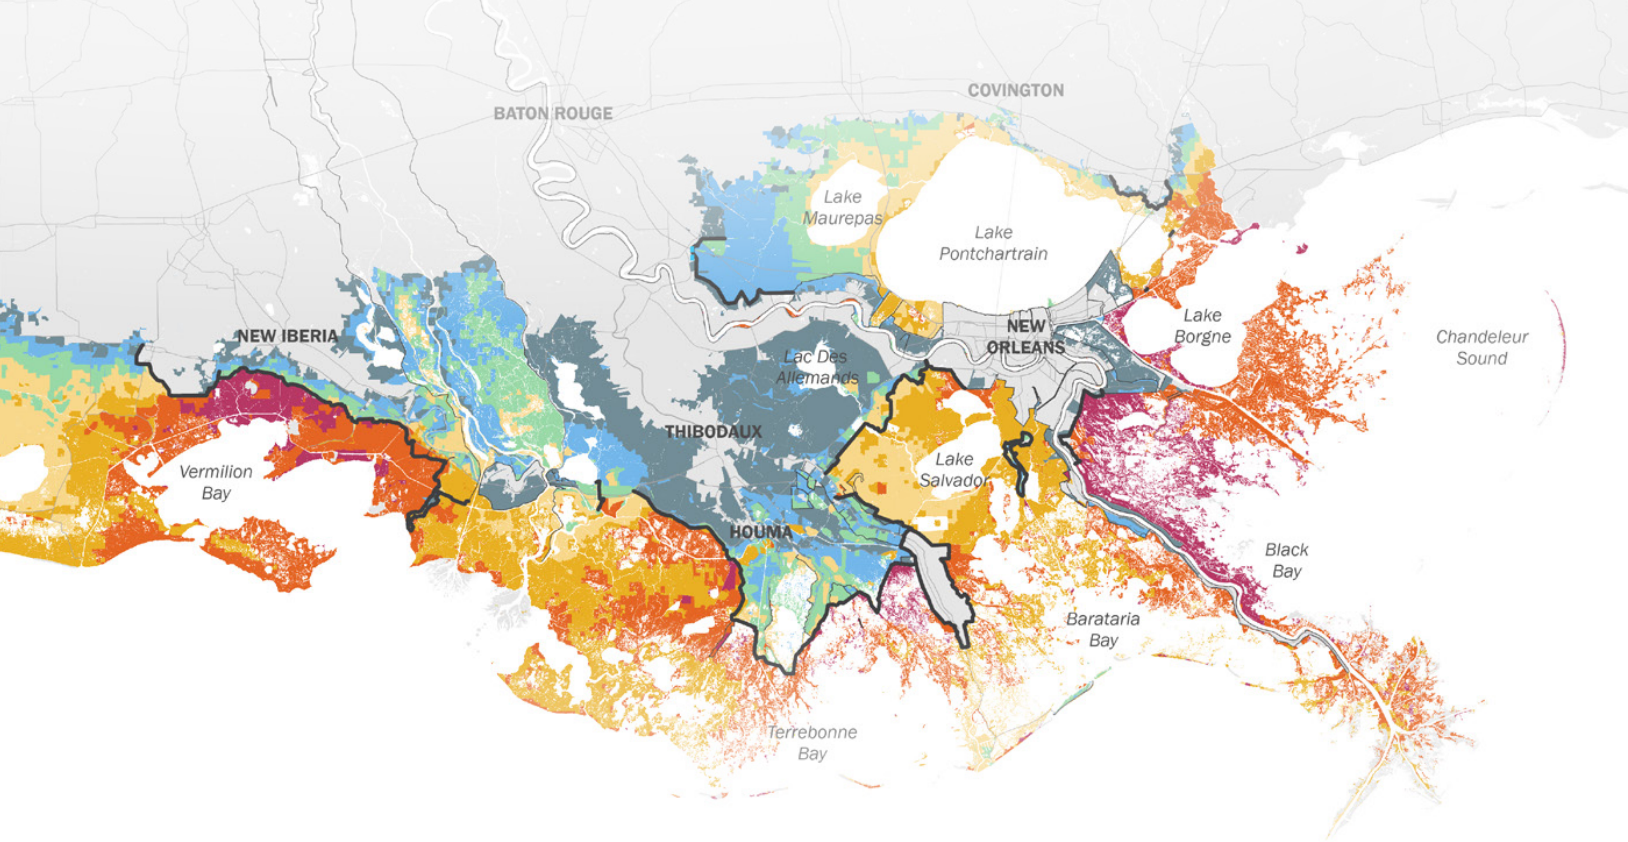 COVINGTON
BATON ROUGE
Lake
Maurepas
Lake
Pontchartrain
NEW IBERIA
NEW
ORLEANS
Lake
Borgne
Chandeleur
Sound
Lac Des
Allemands
THIBODAUX
Vermilion
Bay
Lake
Salvador
HOUMA
Black
Bay
Barataria
Bay
Terrebonne
Bay